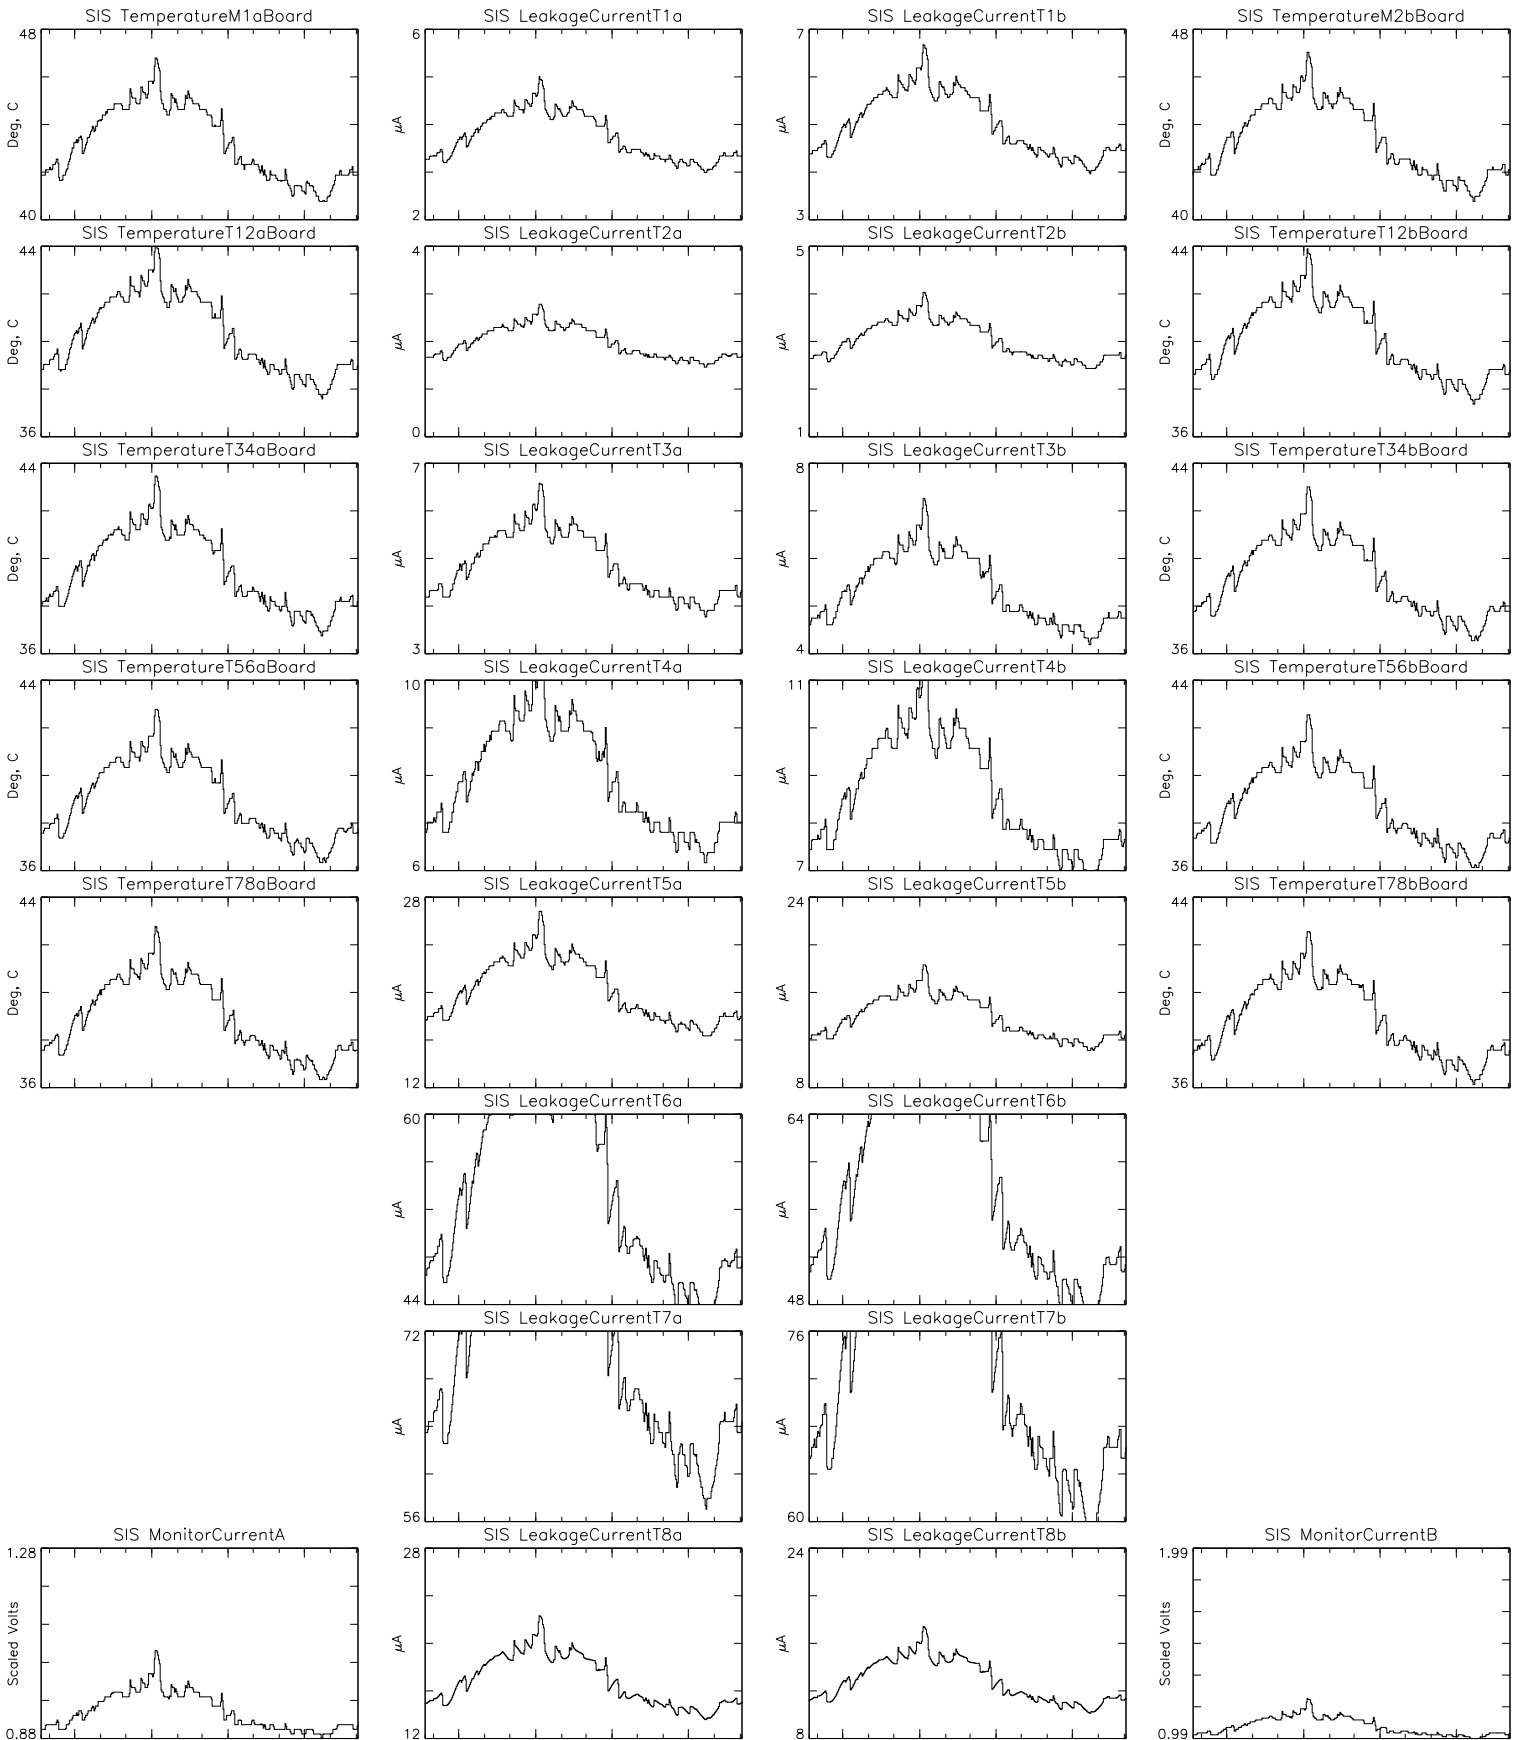 SIS TemperatureM1aBoard
48
Deg, C
40
SIS LeakageCurrentT1a
6
μA
2
SIS LeakageCurrentT1b
7
μA
3
SIS TemperatureM2bBoard
48
Deg, C
40
SIS TemperatureT12aBoard
44
Deg, C
36
SIS LeakageCurrentT2a
4
μA
0
SIS LeakageCurrentT2b
5
μA
1
SIS TemperatureT12bBoard
44
Deg, C
36
SIS TemperatureT34aBoard
44
Deg, C
36
SIS LeakageCurrentT3a
7
μA
3
SIS LeakageCurrentT3b
8
μA
4
SIS TemperatureT34bBoard
44
Deg, C
36
SIS TemperatureT56aBoard
44
Deg, C
36
SIS LeakageCurrentT4a
10
μA
6
SIS LeakageCurrentT4b
11
μA
7
SIS TemperatureT56bBoard
44
Deg, C
36
SIS TemperatureT78aBoard
44
Deg, C
36
SIS LeakageCurrentT5a
28
μA
12
SIS LeakageCurrentT5b
24
μA
8
SIS TemperatureT78bBoard
44
Deg, C
36
SIS LeakageCurrentT6a
60
μA
44
SIS LeakageCurrentT6b
64
μA
48
SIS LeakageCurrentT7a
72
μA
56
SIS LeakageCurrentT7b
76
μA
60
SIS MonitorCurrentA
1.28
Scaled Volts
0.88
SIS LeakageCurrentT8a
28
μA
12
SIS LeakageCurrentT8b
24
μA
8
SIS MonitorCurrentB
1.99
Scaled Volts
0.99